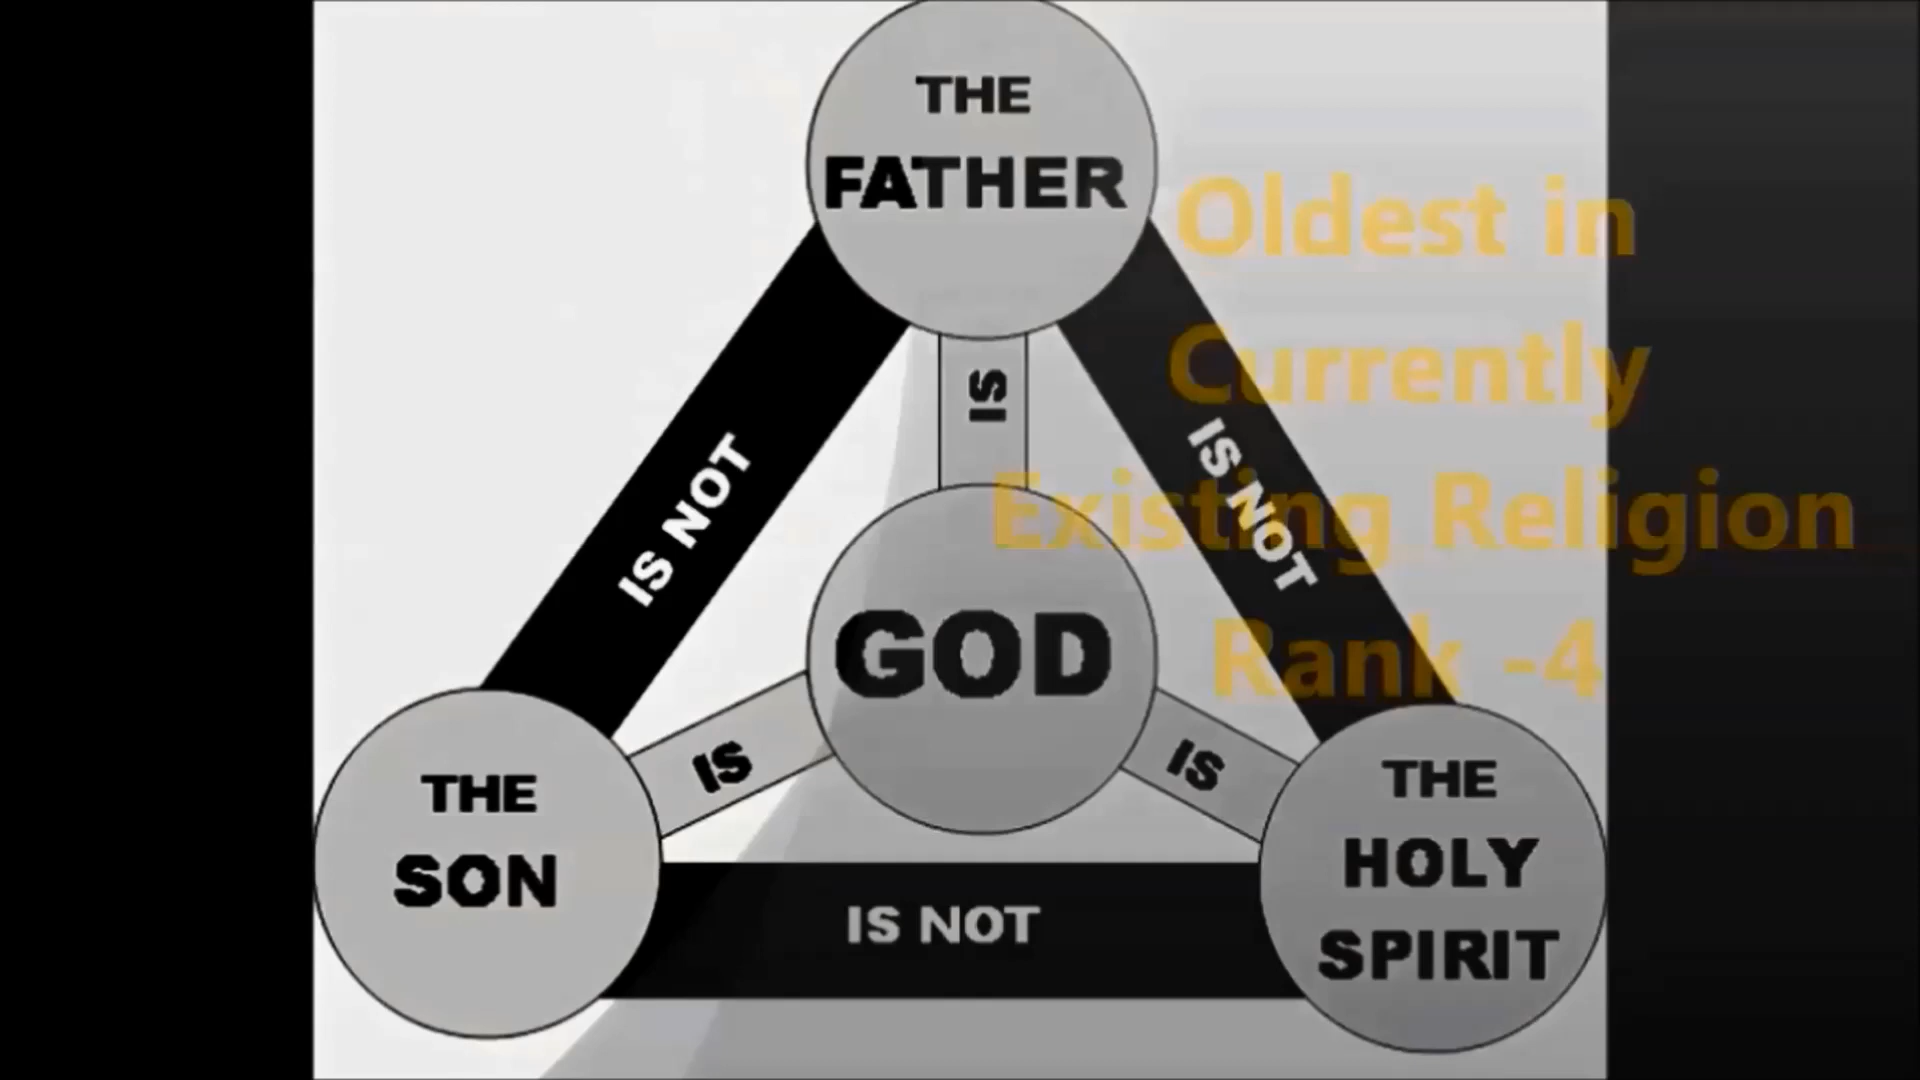 THE
FATHER
Oldest in
Currently
Existing Religion
Rank -4
IS
IS NOT
IS NOT
GOD
IS
IS
THE
SON
THE
HOLY
SPIRIT
IS NOT